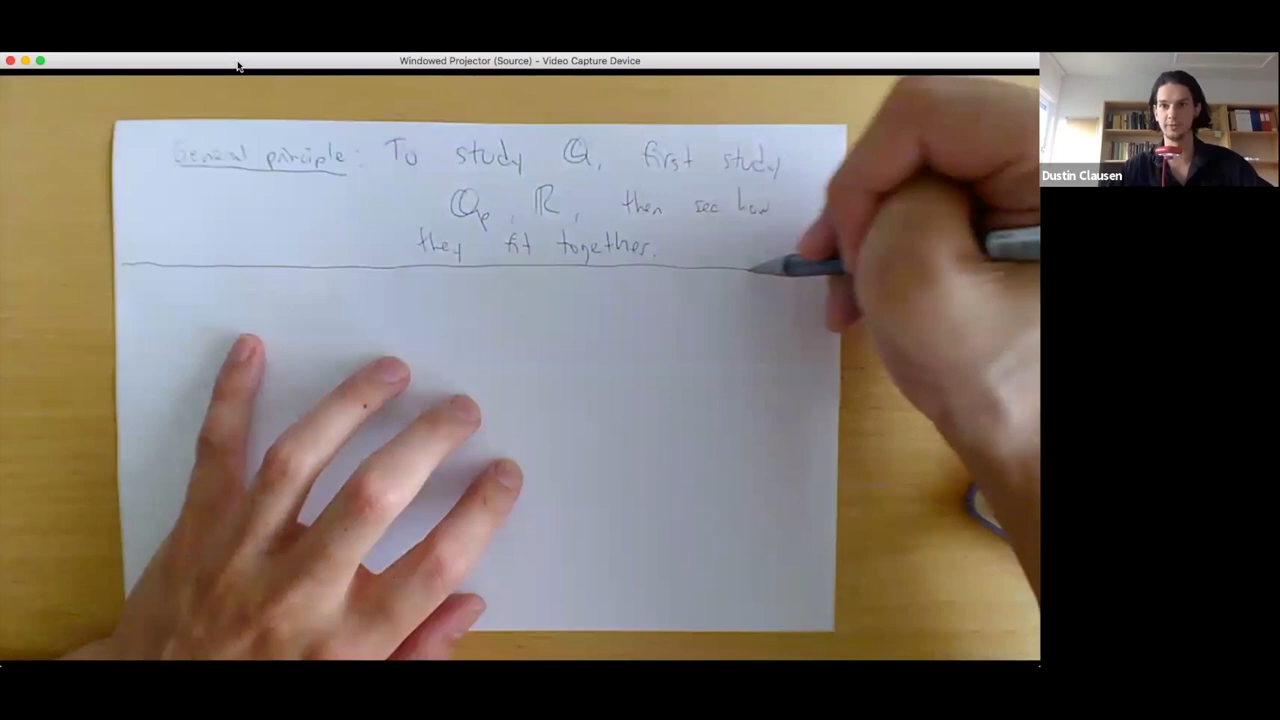 Windowed Projector (Source) - Video Capture Device
General principle: To study ℚ, first study
ℚₚ, ℝ, then see how
they fit together.
Dustin Clausen